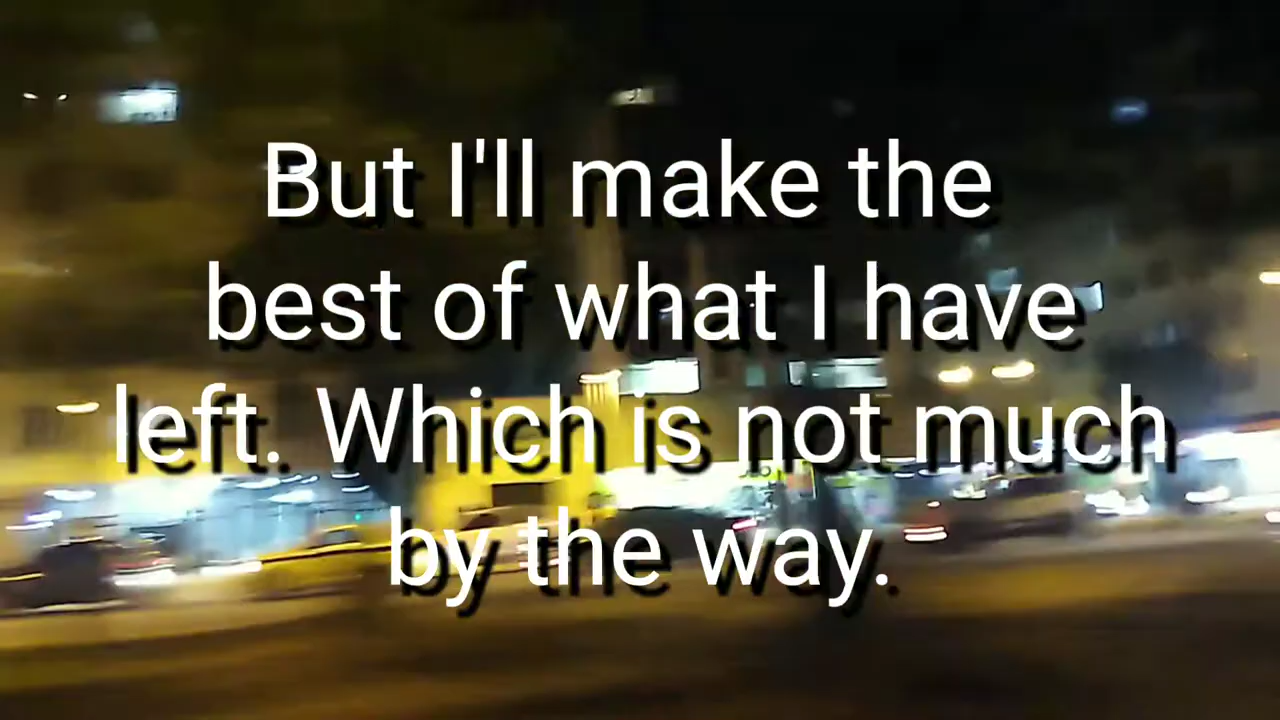 But I'll make the
best of what I have
left. Which is not much
by the way.